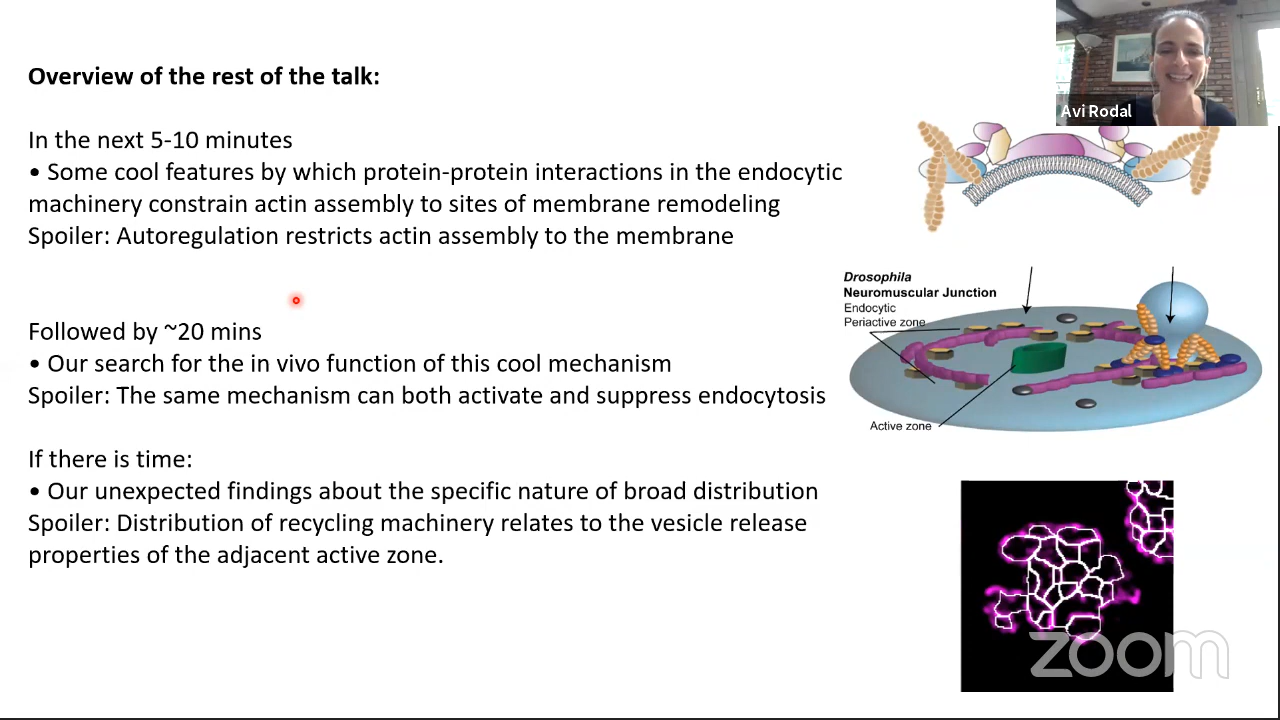 Overview of the rest of the talk:
In the next 5-10 minutes
• Some cool features by which protein-protein interactions in the endocytic
machinery constrain actin assembly to sites of membrane remodeling
Spoiler: Autoregulation restricts actin assembly to the membrane
Followed by ~20 mins
• Our search for the in vivo function of this cool mechanism
Spoiler: The same mechanism can both activate and suppress endocytosis
If there is time:
• Our unexpected findings about the specific nature of broad distribution
Spoiler: Distribution of recycling machinery relates to the vesicle release
properties of the adjacent active zone.
Avi Rodal
Drosophila
Neuromuscular Junction
Endocytic
Periactive zone
Active zone
zoom